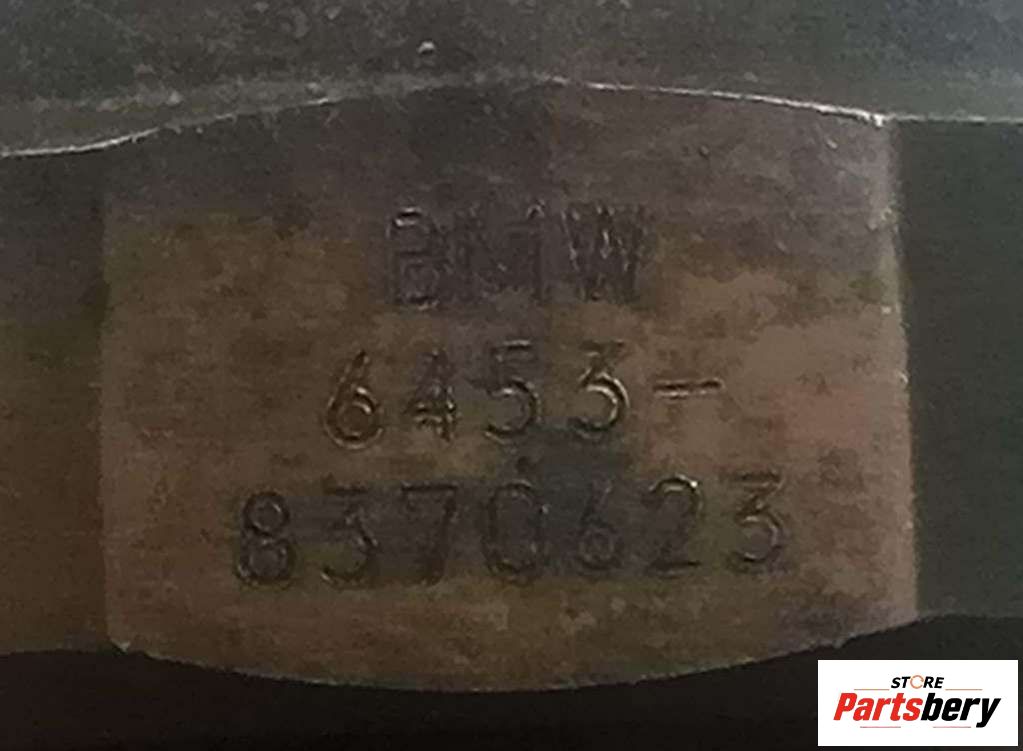 BMW
6453-
8370623
STORE
Partsbery